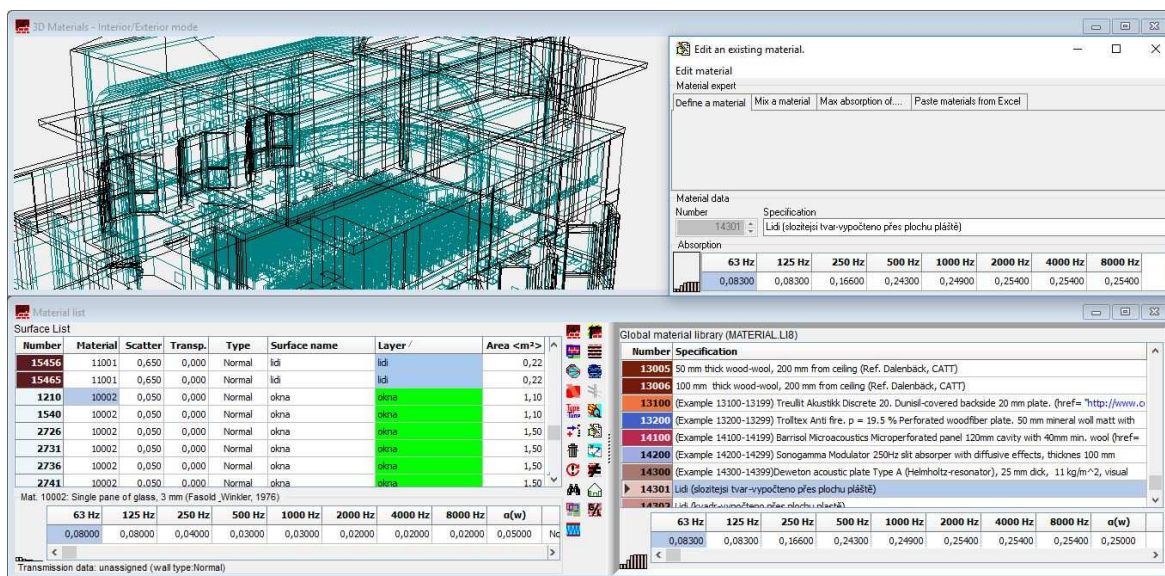 3D Materials - Interior/Exterior mode
Edit an existing material.
Edit material
Material expert
Define a material Mix a material Max absorption of.... Paste materials from Excel
Material data
Number Specification
14301 Lidi (slozitejsi tvar-vypočteno přes plochu pláště)
Absorption
63 Hz 125 Hz 250 Hz 500 Hz 1000 Hz 2000 Hz 4000 Hz 8000 Hz
0,08300 0,08300 0,16600 0,24300 0,24900 0,25400 0,25400 0,25400
Material list
Surface List
Number Material Scatter Transp. Type Surface name Layer / Area <m²>
15456 11001 0,650 0,000 Normal lidi lidi 0,22
15465 11001 0,650 0,000 Normal lidi lidi 0,22
1210 10002 0,050 0,000 Normal okna okna 1,10
1540 10002 0,050 0,000 Normal okna okna 1,10
2726 10002 0,050 0,000 Normal okna okna 1,50
2731 10002 0,050 0,000 Normal okna okna 1,50
2736 10002 0,050 0,000 Normal okna okna 1,50
2741 10002 0,050 0,000 Normal okna okna 1,50
Mat. 10002: Single pane of glass, 3 mm (Fasold_Winkler, 1976)
63 Hz 125 Hz 250 Hz 500 Hz 1000 Hz 2000 Hz 4000 Hz 8000 Hz α(w)
0,08000 0,08000 0,04000 0,03000 0,03000 0,02000 0,02000 0,02000 0,05000 Nc
Transmission data: unassigned (wall type:Normal)
Global material library (MATERIAL.LI8)
Number Specification
13005 50 mm thick wood-wool, 200 mm from ceiling (Ref. Dalenbäck, CATT)
13006 100 mm thick wood-wool, 200 mm from ceiling (Ref. Dalenbäck, CATT)
13100 (Example 13100-13199) Treullit Akustikk Discrete 20. Dunisil-covered backside 20 mm plate. (href= "http://www.c
13200 (Example 13200-13299) Trolltex Anti fire. p = 19.5 % Perforated woodfiber plate. 50 mm mineral woll matt with
14100 (Example 14100-14199) Barrisol Microacoustics Microperforated panel 120mm cavity with 40mm min. wool (href=
14200 (Example 14200-14299) Sonogamma Modulator 250Hz slit absorper with diffusive effects, thicknes 100 mm
14300 (Example 14300-14399)Deweton acoustic plate Type A (Helmholtz-resonator), 25 mm dick, 11 kg/m^2, visual
14301 Lidi (slozitejsi tvar-vypočteno přes plochu pláště)
63 Hz 125 Hz 250 Hz 500 Hz 1000 Hz 2000 Hz 4000 Hz 8000 Hz α(w)
0,08300 0,08300 0,16600 0,24300 0,24900 0,25400 0,25400 0,25400 0,25000